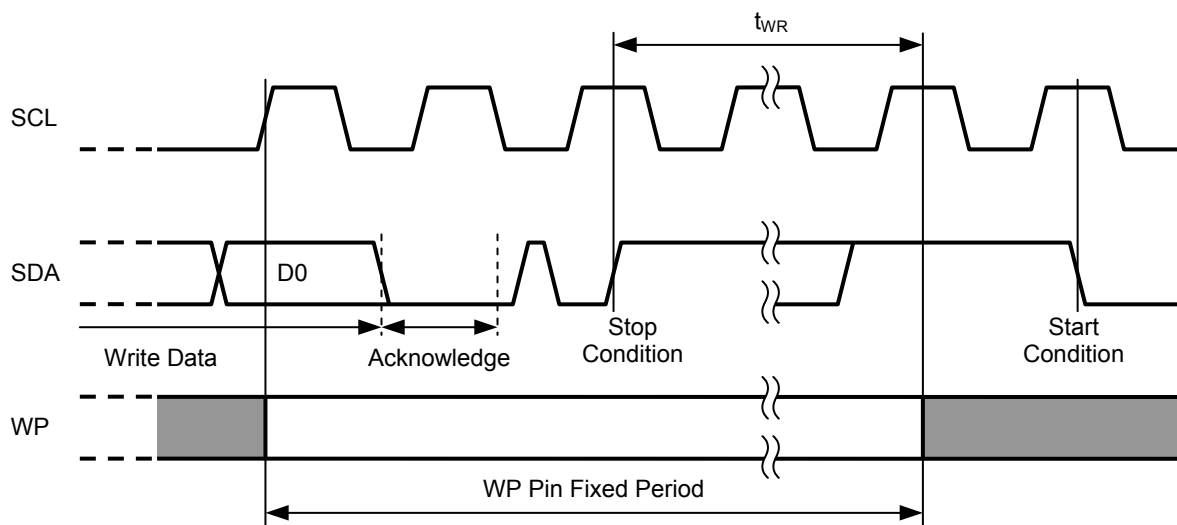 tWR
SCL
SDA
D0
Write Data
Acknowledge
Stop
Condition
Start
Condition
WP
WP Pin Fixed Period